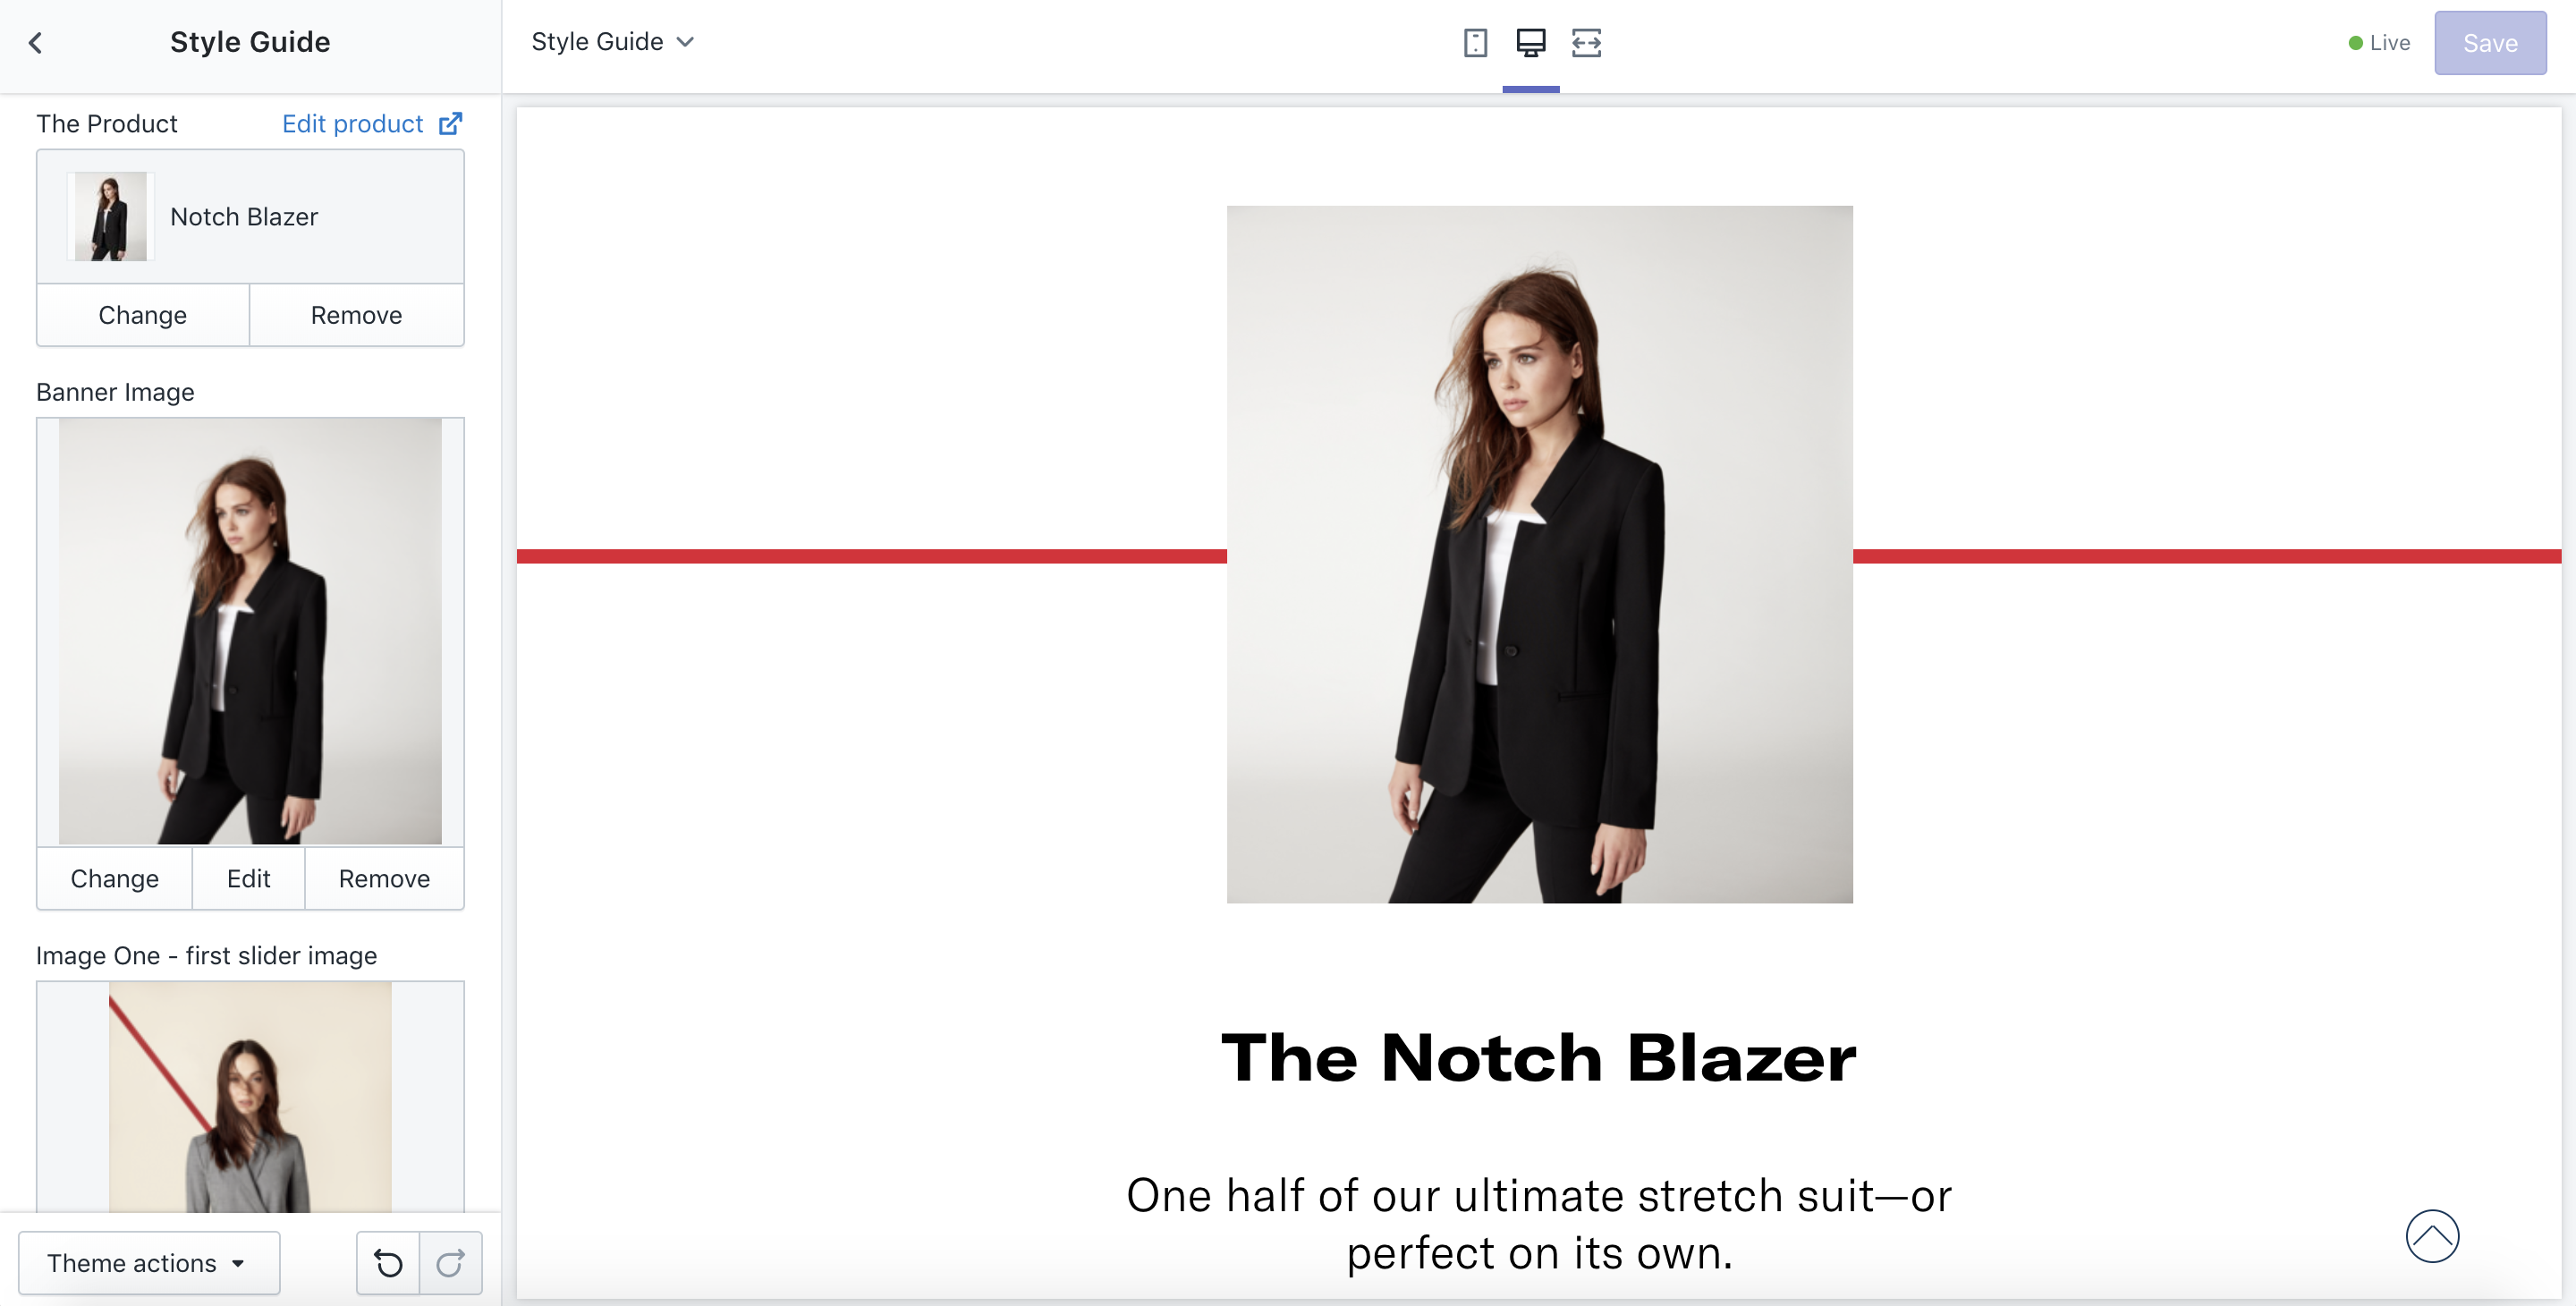 Style Guide
Style Guide
Live
Save
The Product
Edit product
Notch Blazer
Change
Remove
Banner Image
Change
Edit
Remove
Image One - first slider image
Theme actions
The Notch Blazer
One half of our ultimate stretch suit—or
perfect on its own.